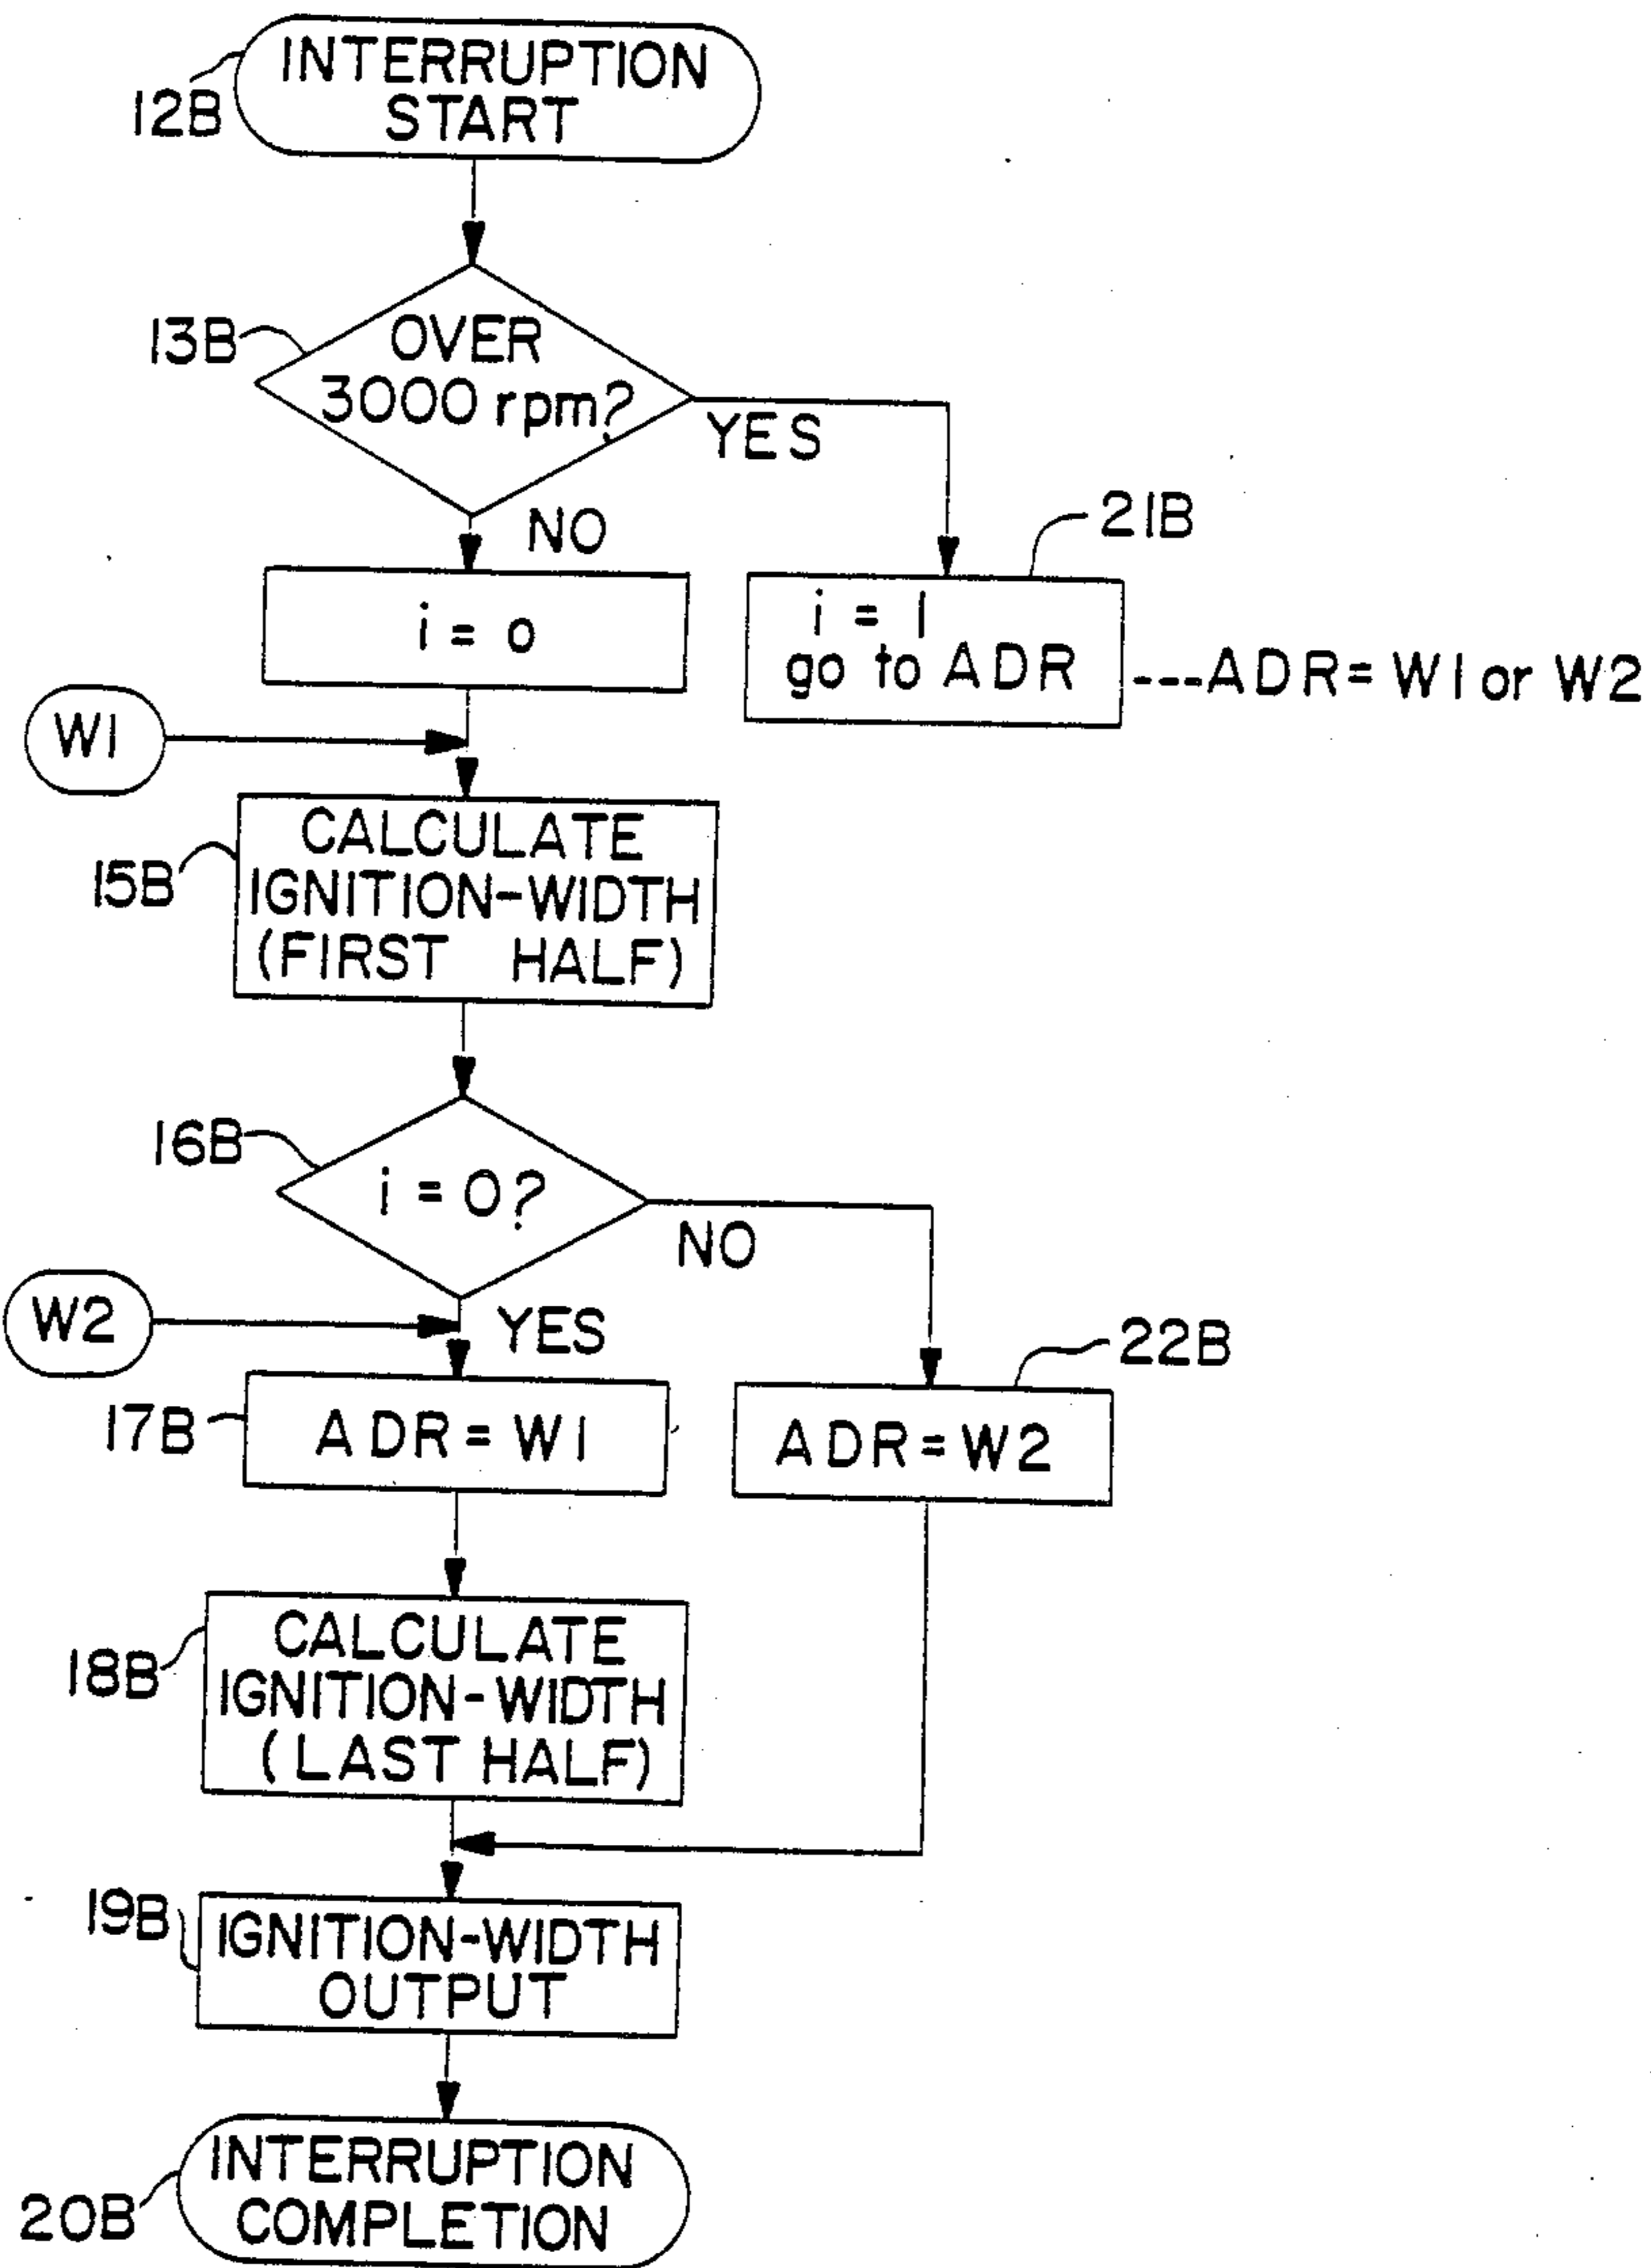 INTERRUPTION
START
12B
OVER
3000 rpm?
13B
YES
NO
i = 0
21B
i = 1
go to ADR
---ADR = W1 or W2
W1
CALCULATE
IGNITION-WIDTH
(FIRST HALF)
15B
16B
i = 0?
NO
W2
YES
17B
ADR = W1
22B
ADR = W2
CALCULATE
IGNITION-WIDTH
(LAST HALF)
18B
19B
IGNITION-WIDTH
OUTPUT
INTERRUPTION
COMPLETION
20B